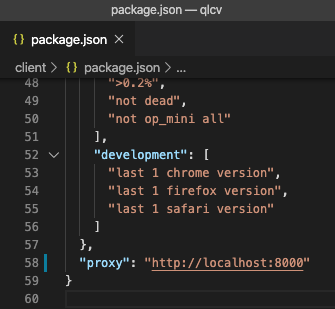 package.json — qlcv
package.json ×
client > {} package.json > ...
48 ">0.2%",
49 "not dead",
50 "not op_mini all"
51 ],
52 "development": [
53 "last 1 chrome version",
54 "last 1 firefox version",
55 "last 1 safari version"
56 ]
57 },
58 "proxy": "http://localhost:8000"
59 }
60